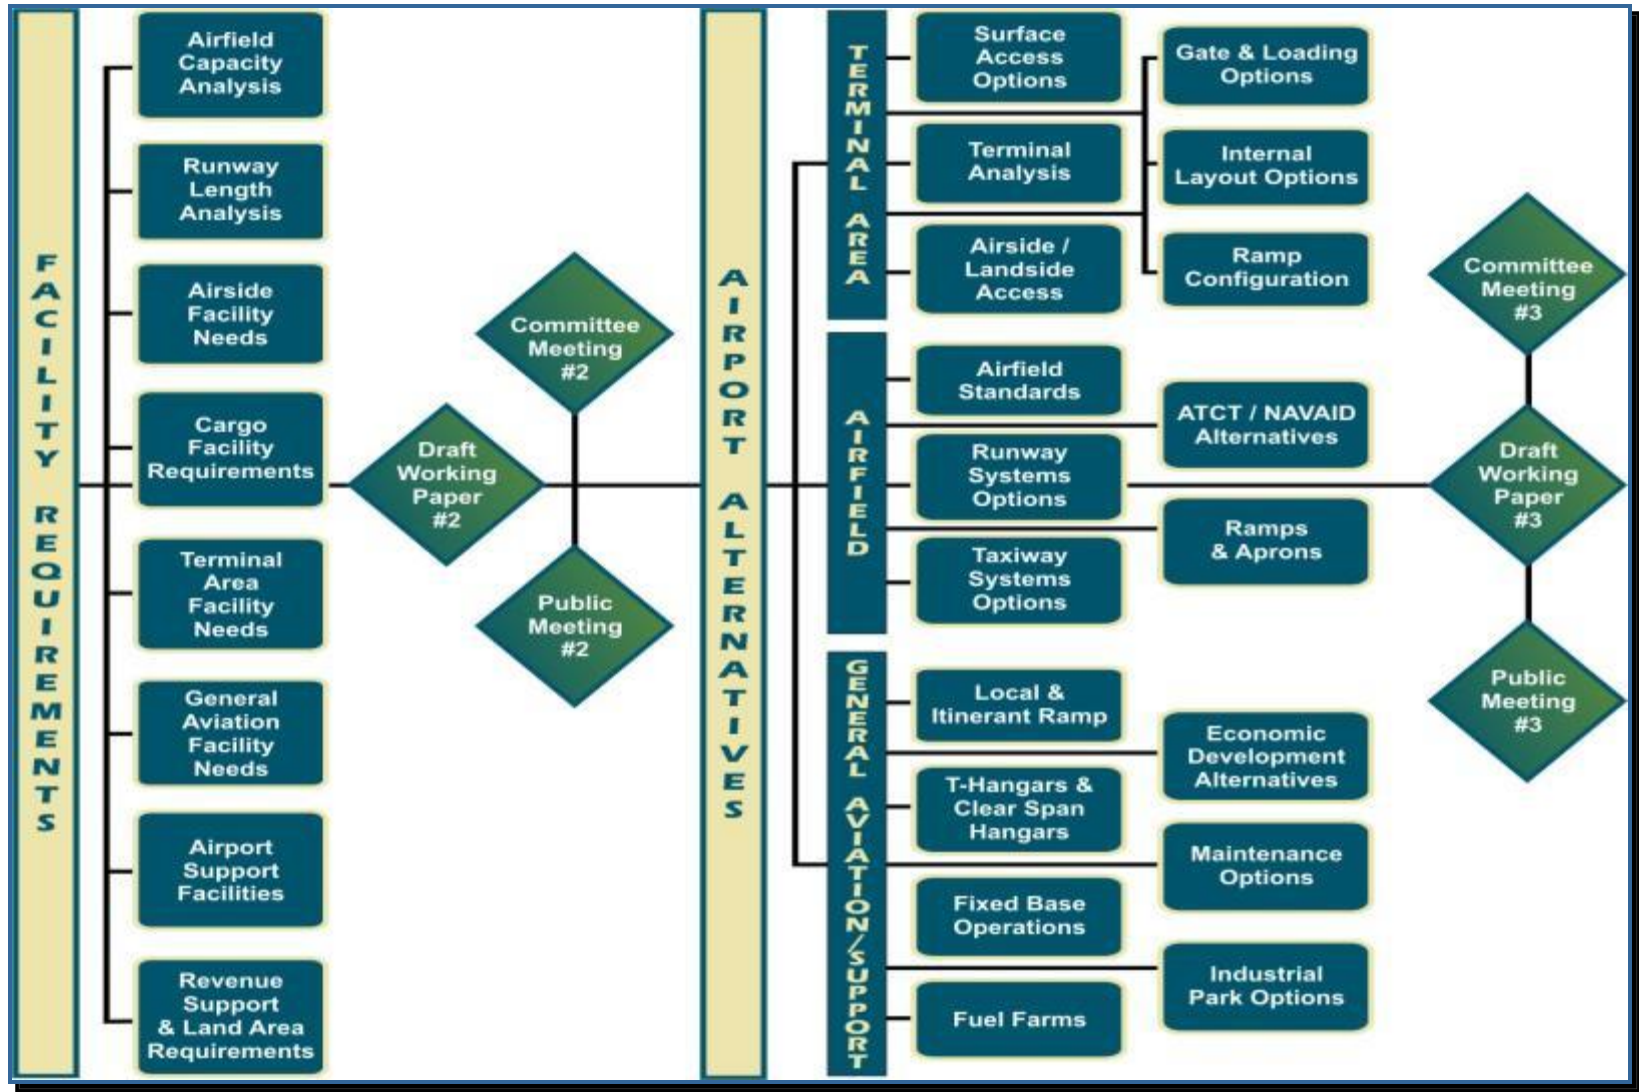 FACILITY REQUIREMENTS
Airfield
Capacity
Analysis
Runway
Length
Analysis
Airside
Facility
Needs
Cargo
Facility
Requirements
Terminal
Area
Facility
Needs
General
Aviation
Facility
Needs
Airport
Support
Facilities
Revenue
Support
& Land Area
Requirements
Draft
Working
Paper
#2
Committee
Meeting
#2
Public
Meeting
#2
AIRPORT ALTERNATIVES
TERMINAL AREA
Surface
Access
Options
Terminal
Analysis
Airside /
Landside
Access
Gate & Loading
Options
Internal
Layout Options
Ramp
Configuration
AIRFIELD
Airfield
Standards
Runway
Systems
Options
Taxiway
Systems
Options
ATCT / NAVAID
Alternatives
Ramps
& Aprons
GENERAL AVIATION/SUPPORT
Local &
Itinerant Ramp
T-Hangars &
Clear Span
Hangars
Fixed Base
Operations
Fuel Farms
Economic
Development
Alternatives
Maintenance
Options
Industrial
Park Options
Committee
Meeting
#3
Draft
Working
Paper
#3
Public
Meeting
#3